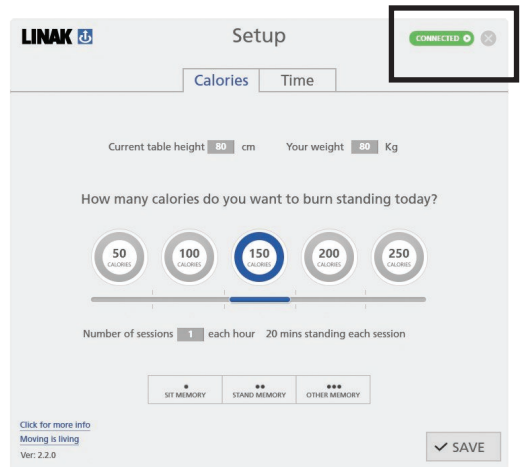 LINAK
Setup
CONNECTED
Calories
Time
Current table height 80 cm Your weight 80 Kg
How many calories do you want to burn standing today?
50 CALORIES
100 CALORIES
150 CALORIES
200 CALORIES
250 CALORIES
Number of sessions 1 each hour 20 mins standing each session
SIT MEMORY
STAND MEMORY
OTHER MEMORY
Click for more info
Moving is living
Ver: 2.2.0
SAVE